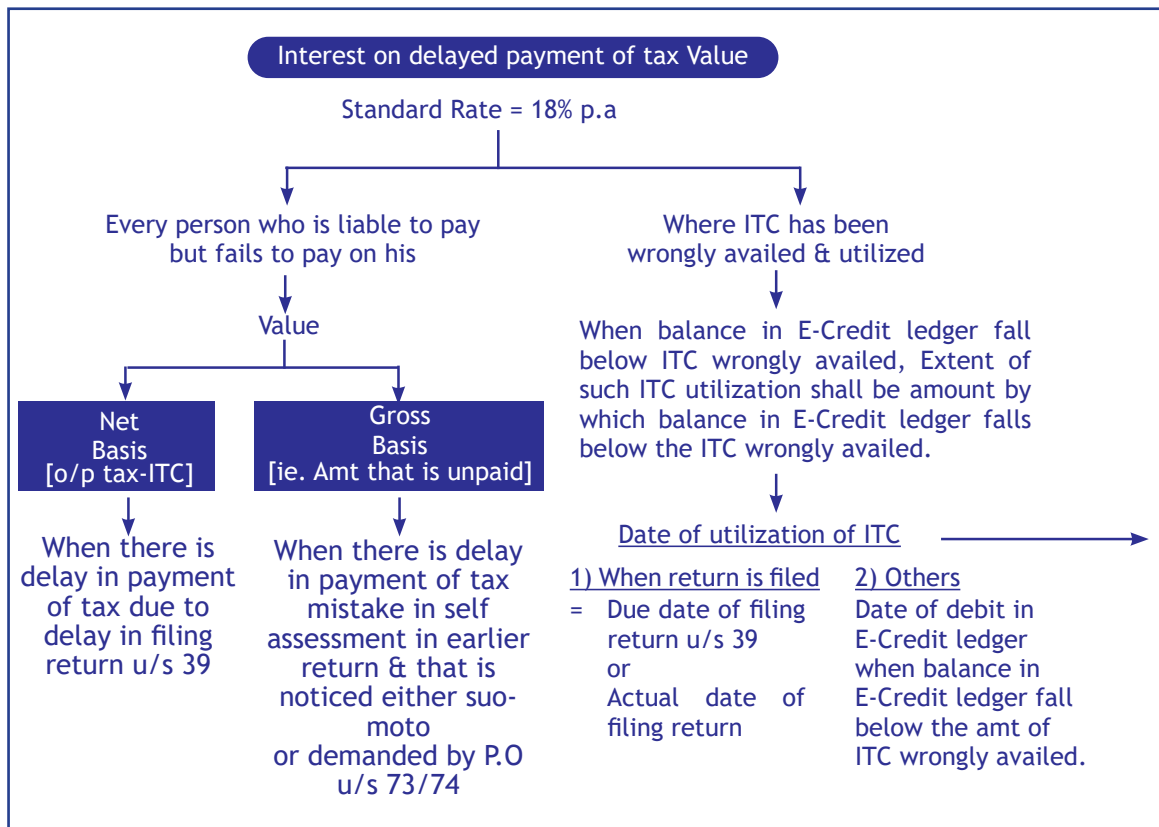 Interest on delayed payment of tax Value
Standard Rate = 18% p.a
Every person who is liable to pay
but fails to pay on his
Value
Net
Basis
[o/p tax-ITC]
When there is
delay in payment
of tax due to
delay in filing
return u/s 39
Gross
Basis
[ie. Amt that is unpaid]
When there is delay
in payment of tax
mistake in self
assessment in earlier
return & that is
noticed either suo-
moto
or demanded by P.O
u/s 73/74
Where ITC has been
wrongly availed & utilized
When balance in E-Credit ledger fall
below ITC wrongly availed, Extent of
such ITC utilization shall be amount by
which balance in E-Credit ledger falls
below the ITC wrongly availed.
Date of utilization of ITC
1) When return is filed
= Due date of filing
return u/s 39
or
Actual date of
filing return
2) Others
Date of debit in
E-Credit ledger
when balance in
E-Credit ledger fall
below the amt of
ITC wrongly availed.